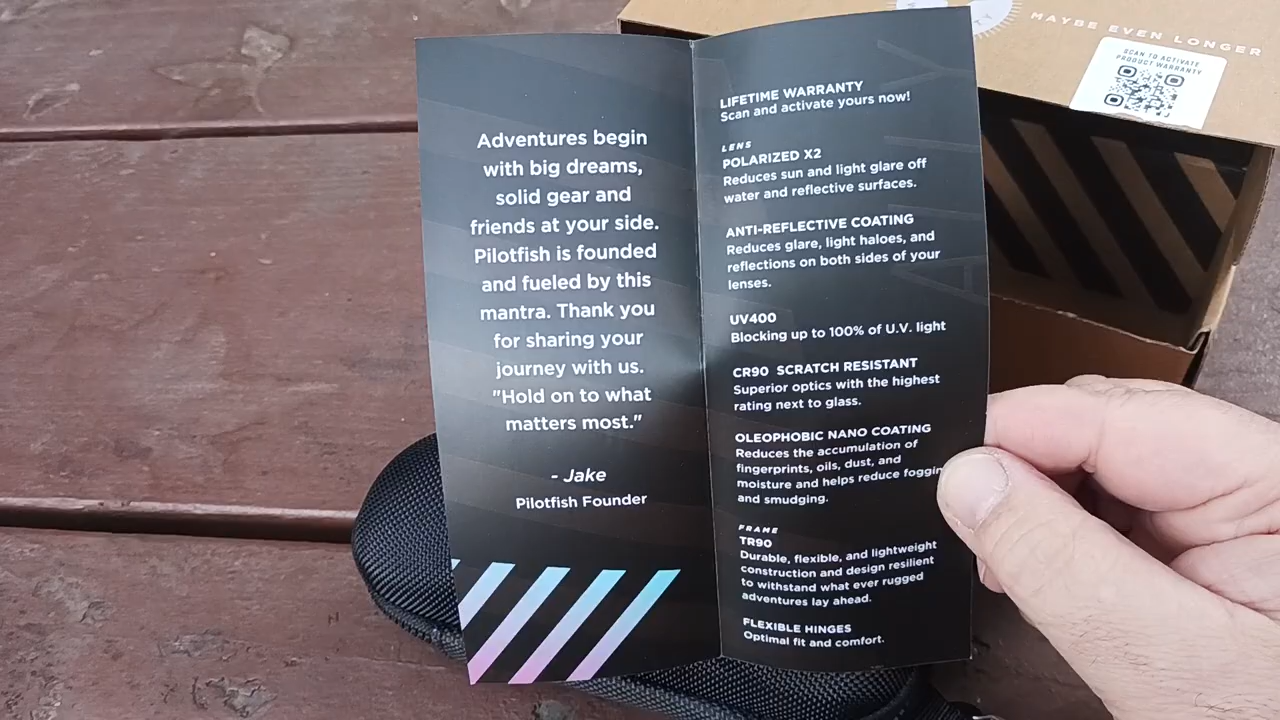 Adventures begin
with big dreams,
solid gear and
friends at your side.
Pilotfish is founded
and fueled by this
mantra. Thank you
for sharing your
journey with us.
"Hold on to what
matters most."
- Jake
Pilotfish Founder
LIFETIME WARRANTY
Scan and activate yours now!
LENS
POLARIZED X2
Reduces sun and light glare off
water and reflective surfaces.
ANTI-REFLECTIVE COATING
Reduces glare, light haloes, and
reflections on both sides of your
lenses.
UV400
Blocking up to 100% of U.V. light
CR90 SCRATCH RESISTANT
Superior optics with the highest
rating next to glass.
OLEOPHOBIC NANO COATING
Reduces the accumulation of
fingerprints, oils, dust, and
moisture and helps reduce foggin
and smudging.
FRAME
TR90
Durable, flexible, and lightweight
construction and design resilient
to withstand what ever rugged
adventures lay ahead.
FLEXIBLE HINGES
Optimal fit and comfort.
MAYBE EVEN LONGER
SCAN TO ACTIVATE
PRODUCT WARRANTY